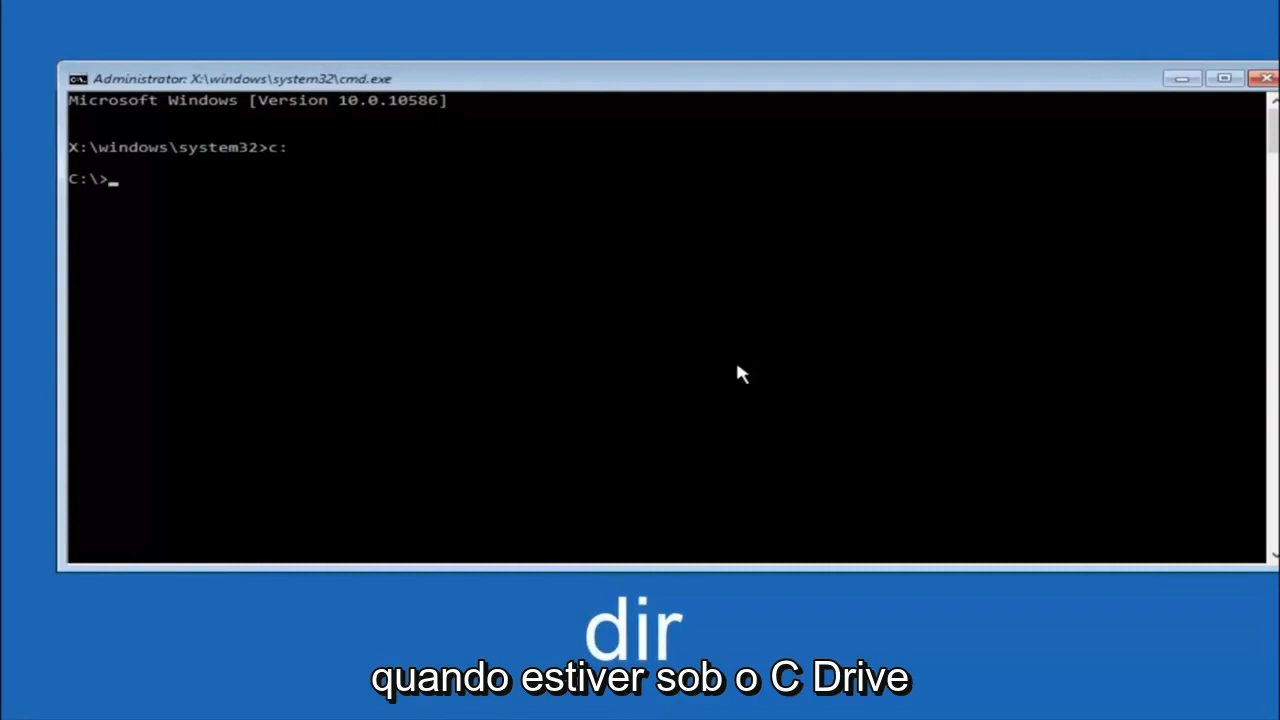 Administrator: X:\windows\system32\cmd.exe
Microsoft Windows [Version 10.0.10586]
X:\windows\system32>c:
C:\>_
dir
quando estiver sob o C Drive